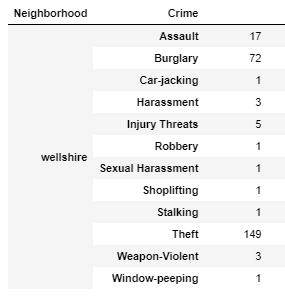 Neighborhood Crime
Assault 17
Burglary 72
Car-jacking 1
Harassment 3
Injury Threats 5
Robbery 1
wellshire
Sexual Harassment 1
Shoplifting 1
Stalking 1
Theft 149
Weapon-Violent 3
Window-peeping 1